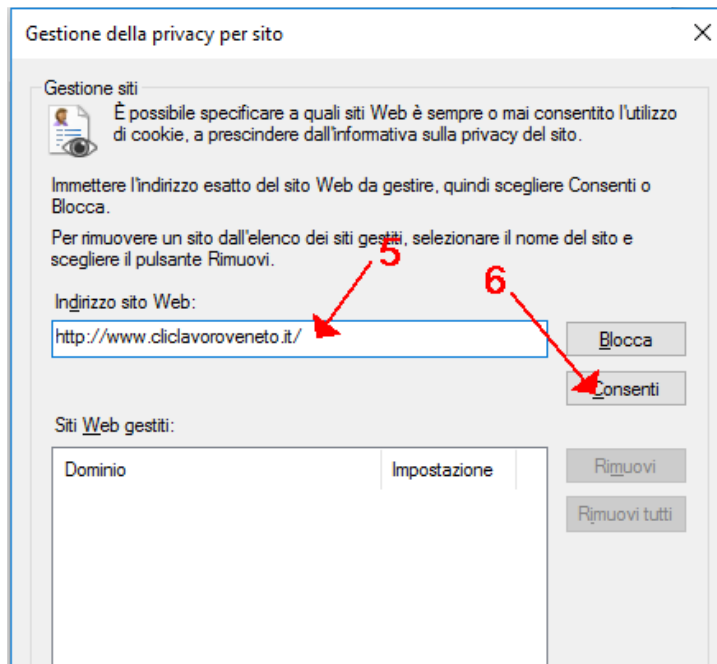 Gestione della privacy per sito
Gestione siti
È possibile specificare a quali siti Web è sempre o mai consentito l'utilizzo
di cookie, a prescindere dall'informativa sulla privacy del sito.
Immettere l'indirizzo esatto del sito Web da gestire, quindi scegliere Consenti o
Blocca.
Per rimuovere un sito dall'elenco dei siti gestiti, selezionare il nome del sito e
scegliere il pulsante Rimuovi.
5
6
Indirizzo sito Web:
http://www.cliclavoroveneto.it/
Blocca
Consenti
Siti Web gestiti:
Dominio
Impostazione
Rimuovi
Rimuovi tutti